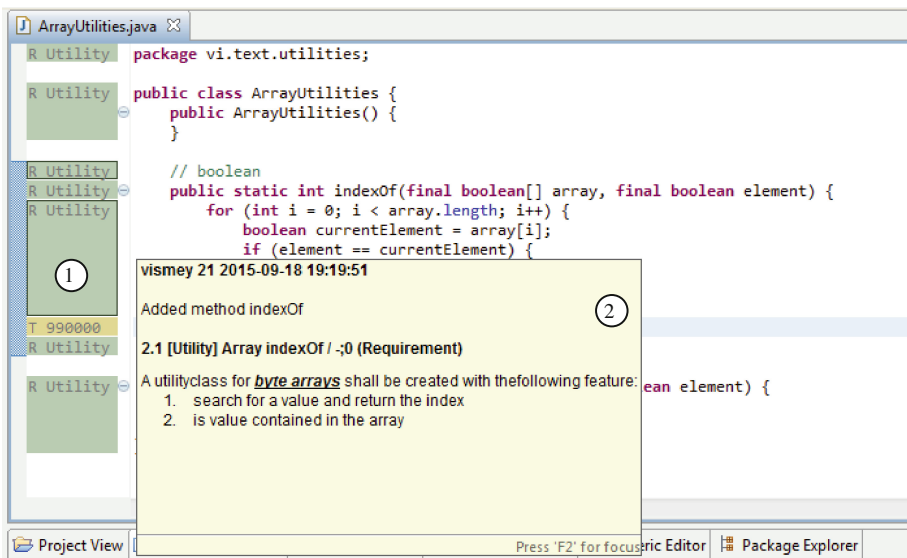 ArrayUtilities.java
R Utility package vi.text.utilities;
R Utility public class ArrayUtilities {
public ArrayUtilities() {
}
R Utility // boolean
R Utility public static int indexOf(final boolean[] array, final boolean element) {
R Utility for (int i = 0; i < array.length; i++) {
boolean currentElement = array[i];
if (element == currentElement) {
1
vismey 21 2015-09-18 19:19:51
Added method indexOf
2
T 990000
R Utility
2.1 [Utility] Array indexOf / -;0 (Requirement)
R Utility
A utilityclass for byte arrays shall be created with thefollowing feature:
ean element) {
1. search for a value and return the index
2. is value contained in the array
Press 'F2' for focus
Project View
ric Editor
Package Explorer